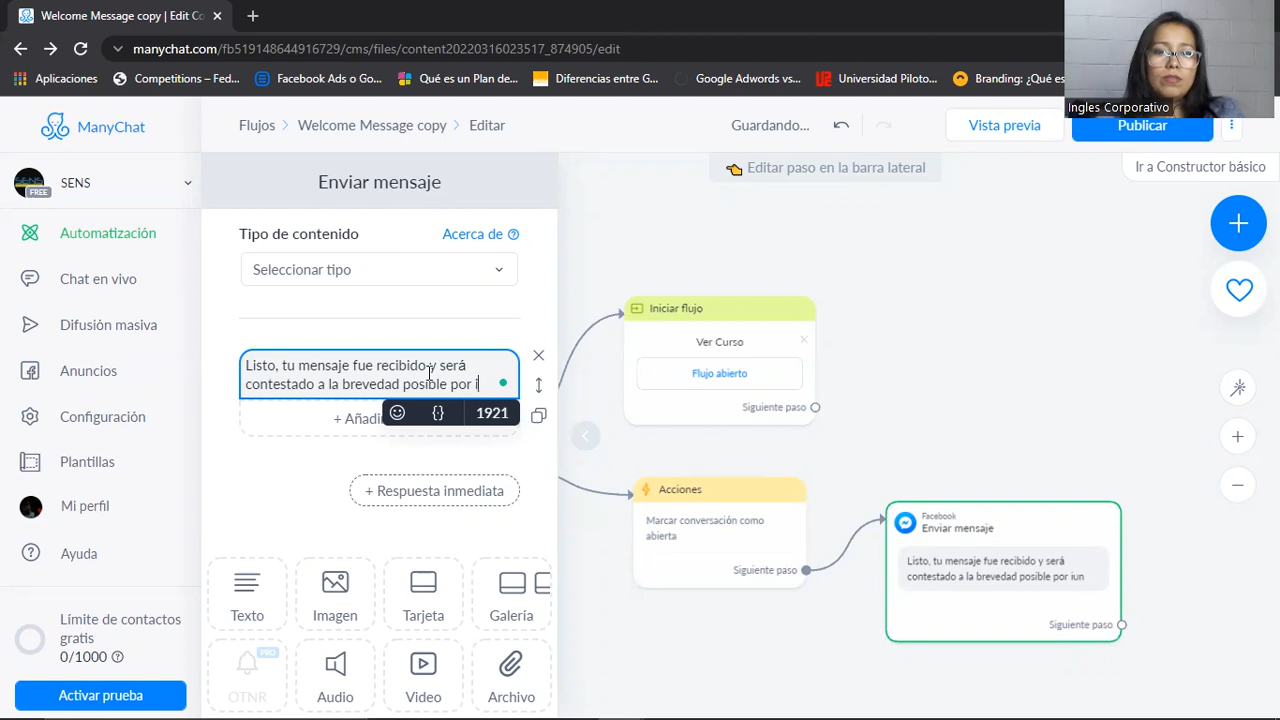 Welcome Message copy | Edit Co
manychat.com/fb519148644916729/cms/files/content20220316023517_874905/edit
Aplicaciones
Competitions – Fed...
Facebook Ads o Go...
Qué es un plan de...
Diferencias entre G...
Google Adwords vs...
Universidad Piloto...
Branding: ¿Qué es
Ingles Corporativo
ManyChat
Flujos
Welcome Message copy
Editar
Guardando...
Vista previa
Publicar
SENS
SENS
FREE
Enviar mensaje
Editar paso en la barra lateral
Ir a Constructor básico
Automatización
Chat en vivo
Difusión masiva
Anuncios
Configuración
Plantillas
Mi perfil
Ayuda
Límite de contactos
gratis
0/1000
Activar prueba
Tipo de contenido
Acerca de
Seleccionar tipo
Listo, tu mensaje fue recibido y será
contestado a la brevedad posible por i
+ Añadi
{}
1921
+ Respuesta inmediata
Texto
Imagen
Tarjeta
Galería
PRO
OTNR
Audio
Video
Archivo
Iniciar flujo
Ver Curso
Flujo abierto
Siguiente paso
Acciones
Marcar conversación como
abierta
Siguiente paso
Facebook
Enviar mensaje
Listo, tu mensaje fue recibido y será
contestado a la brevedad posible por iun
Siguiente paso